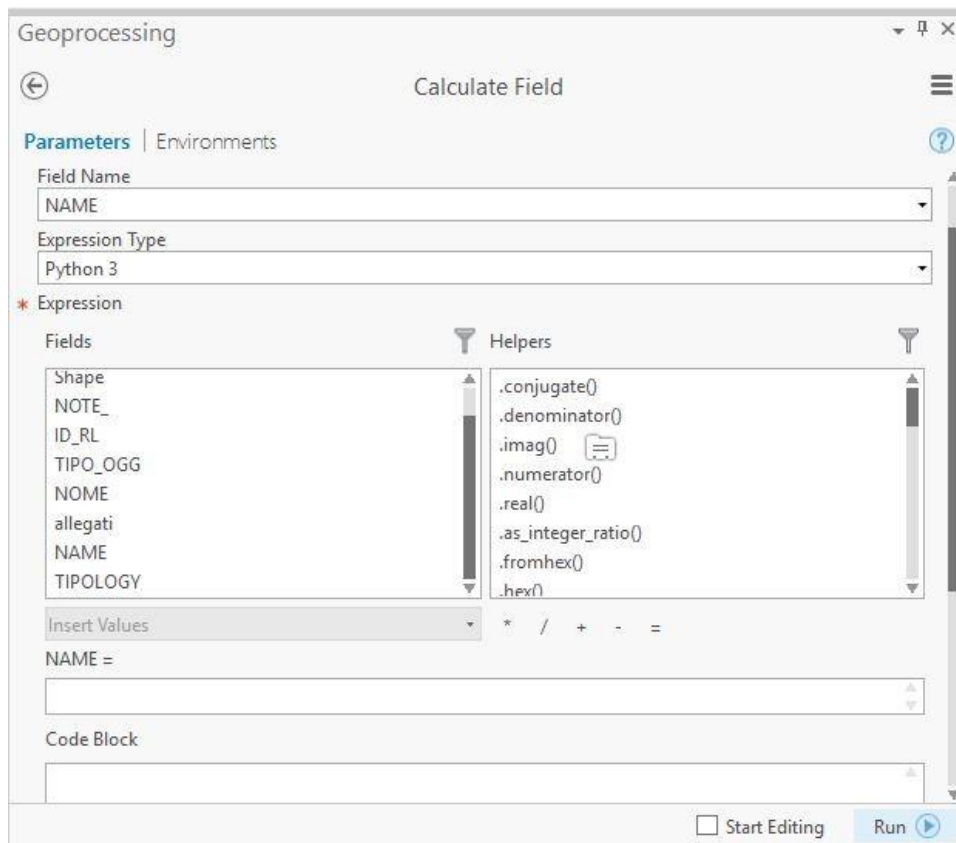 Geoprocessing
Calculate Field
Parameters | Environments
Field Name
NAME
Expression Type
Python 3
* Expression
Fields
Helpers
Shape
NOTE_
ID_RL
TIPO_OGG
NOME
allegati
NAME
TIPOLOGY
.conjugate()
.denominator()
.imag()
.numerator()
.real()
.as_integer_ratio()
.fromhex()
.hex()
Insert Values
* / + - =
NAME =
Code Block
Start Editing
Run